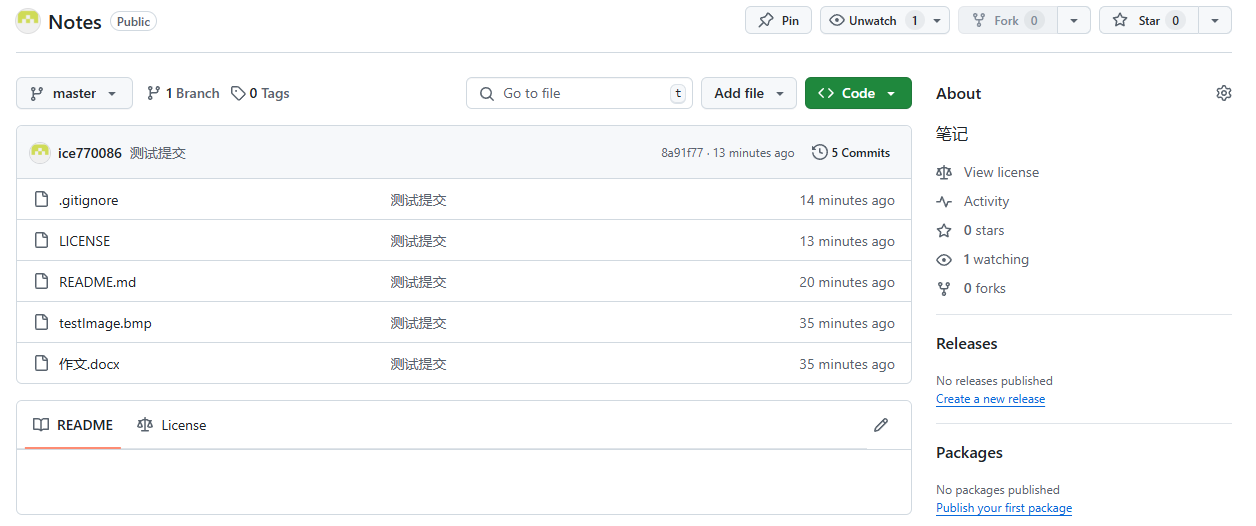 Notes Public Pin Unwatch 1 Fork 0 Star 0
master 1 Branch 0 Tags Go to file t Add file Code
ice770086 测试提交 8a91f77 · 13 minutes ago 5 Commits
.gitignore 测试提交 14 minutes ago
LICENSE 测试提交 13 minutes ago
README.md 测试提交 20 minutes ago
testImage.bmp 测试提交 35 minutes ago
作文.docx 测试提交 35 minutes ago
README License
About
笔记
View license
Activity
0 stars
1 watching
0 forks
Releases
No releases published
Create a new release
Packages
No packages published
Publish your first package